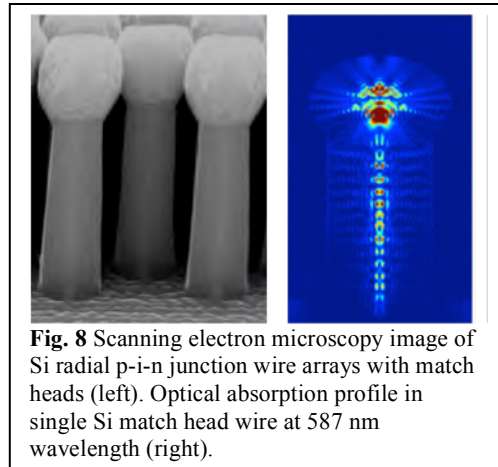 Fig. 8 Scanning electron microscopy image of
Si radial p-i-n junction wire arrays with match
heads (left). Optical absorption profile in
single Si match head wire at 587 nm
wavelength (right).